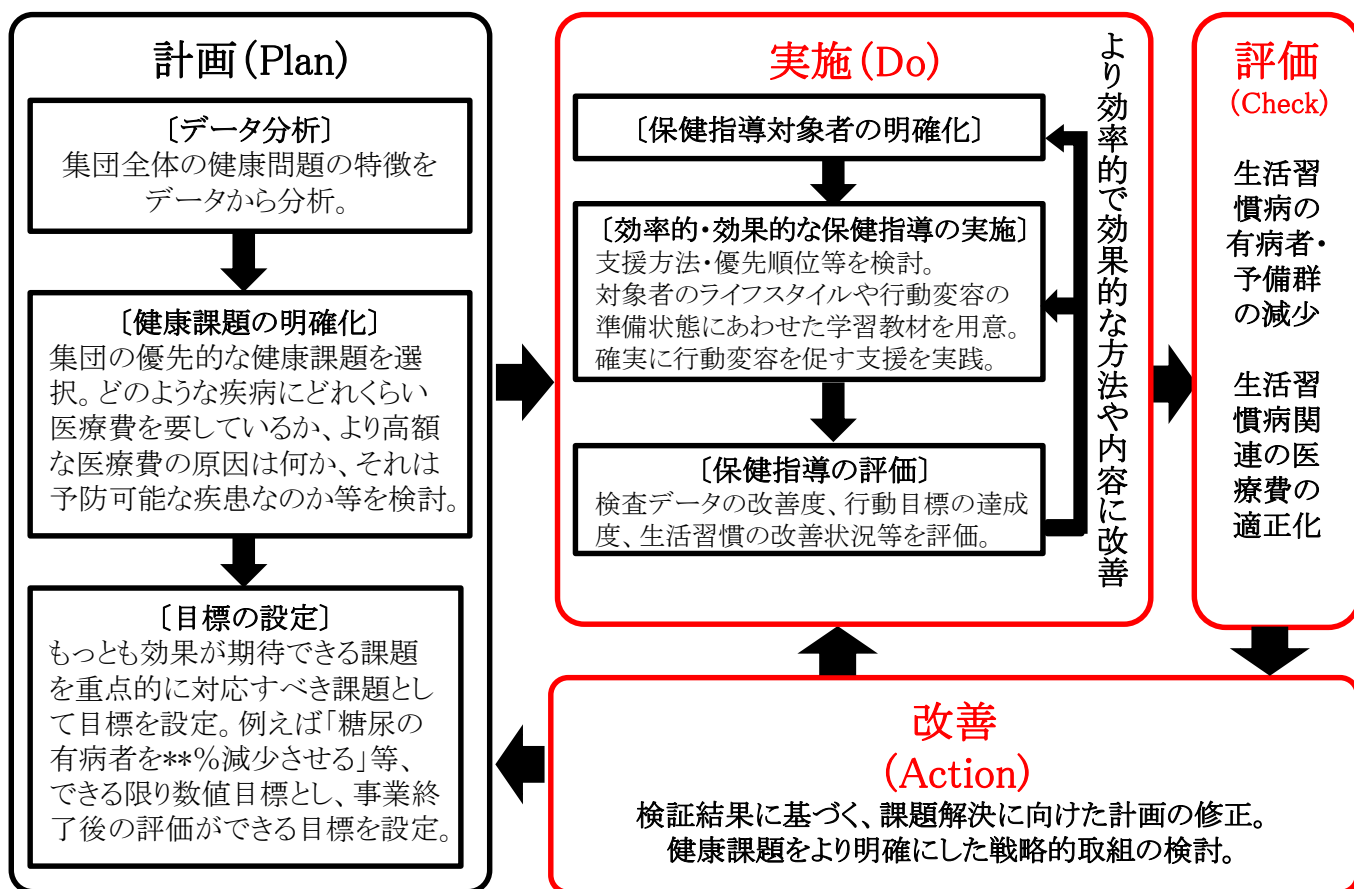 計画(Plan)
〔データ分析〕
集団全体の健康問題の特徴を
データから分析。
〔健康課題の明確化〕
集団の優先的な健康課題を選
択。どのような疾病にどれくらい
医療費を要しているか、より高額
な医療費の原因は何か、それは
予防可能な疾患なのか等を検討。
〔目標の設定〕
もっとも効果が期待できる課題
を重点的に対応すべき課題とし
て目標を設定。例えば「糖尿の
有病者を**%減少させる」等、
できる限り数値目標とし、事業終
了後の評価ができる目標を設定。
実施(Do)
〔保健指導対象者の明確化〕
〔効率的・効果的な保健指導の実施〕
支援方法・優先順位等を検討。
対象者のライフスタイルや行動変容の
準備状態にあわせた学習教材を用意。
確実に行動変容を促す支援を実践。
〔保健指導の評価〕
検査データの改善度、行動目標の達成
度、生活習慣の改善状況等を評価。
より効率的で効果的な方法や内容に改善
評価
(Check)
生活習
慣病の
有病者・
予備群
の減少
生活習
慣病関
連の医
療費の
適正化
改善
(Action)
検証結果に基づく、課題解決に向けた計画の修正。
健康課題をより明確にした戦略的取組の検討。